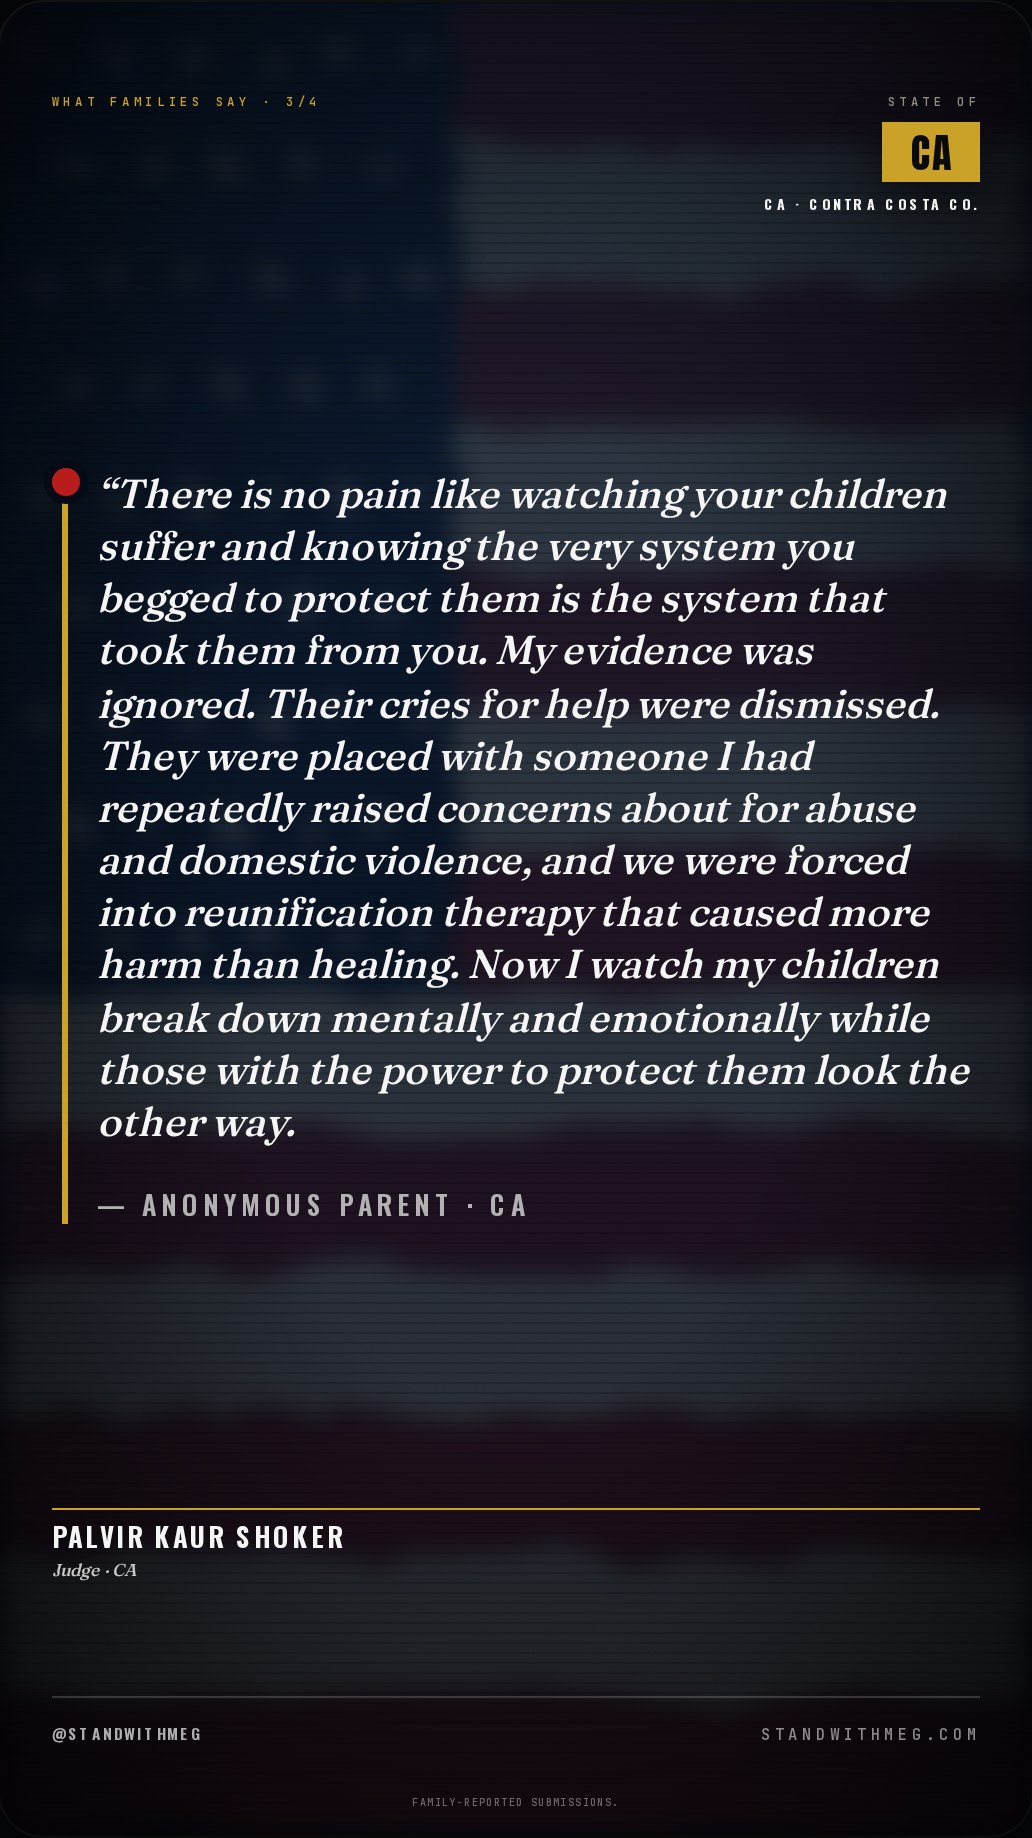 WHAT FAMILIES SAY · 3/4
STATE OF
CA
CA · CONTRA COSTA CO.
“There is no pain like watching your children
suffer and knowing the very system you
begged to protect them is the system that
took them from you. My evidence was
ignored. Their cries for help were dismissed.
They were placed with someone I had
repeatedly raised concerns about for abuse
and domestic violence, and we were forced
into reunification therapy that caused more
harm than healing. Now I watch my children
break down mentally and emotionally while
those with the power to protect them look the
other way.
— ANONYMOUS PARENT · CA
PALVIR KAUR SHOKER
Judge · CA
@STANDWITHMEG
STANDWITHMEG.COM
FAMILY-REPORTED SUBMISSIONS.